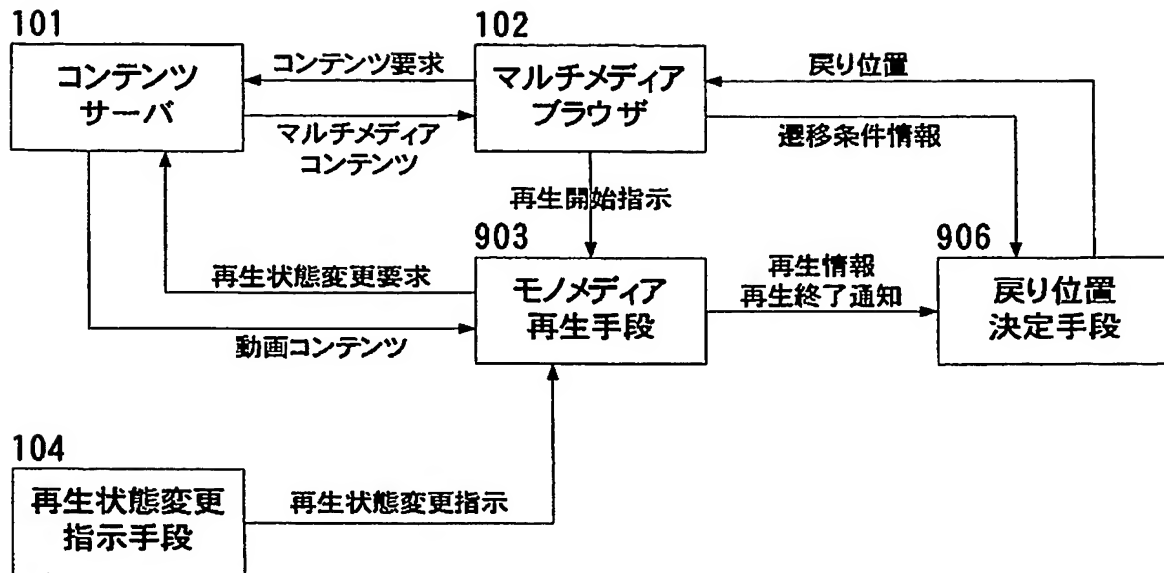 101
コンテンツ
サーバ
コンテンツ要求
マルチメディア
コンテンツ
102
マルチメディア
ブラウザ
戻り位置
遷移条件情報
再生開始指示
903
モノメディア
再生手段
再生状態変更要求
動画コンテンツ
再生情報
再生終了通知
906
戻り位置
決定手段
104
再生状態変更
指示手段
再生状態変更指示